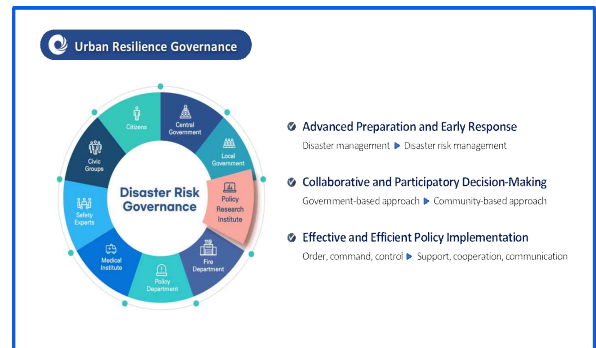 Urban Resilience Governance
Citizens
Central
Government
Local
Government
Policy
Research
Institute
Fire
Department
Policy
Department
Medical
Institute
Safety
Experts
Civic
Groups
Disaster Risk
Governance
Advanced Preparation and Early Response
Disaster management ▶ Disaster risk management
Collaborative and Participatory Decision-Making
Government-based approach ▶ Community-based approach
Effective and Efficient Policy Implementation
Order, command, control ▶ Support, cooperation, communication